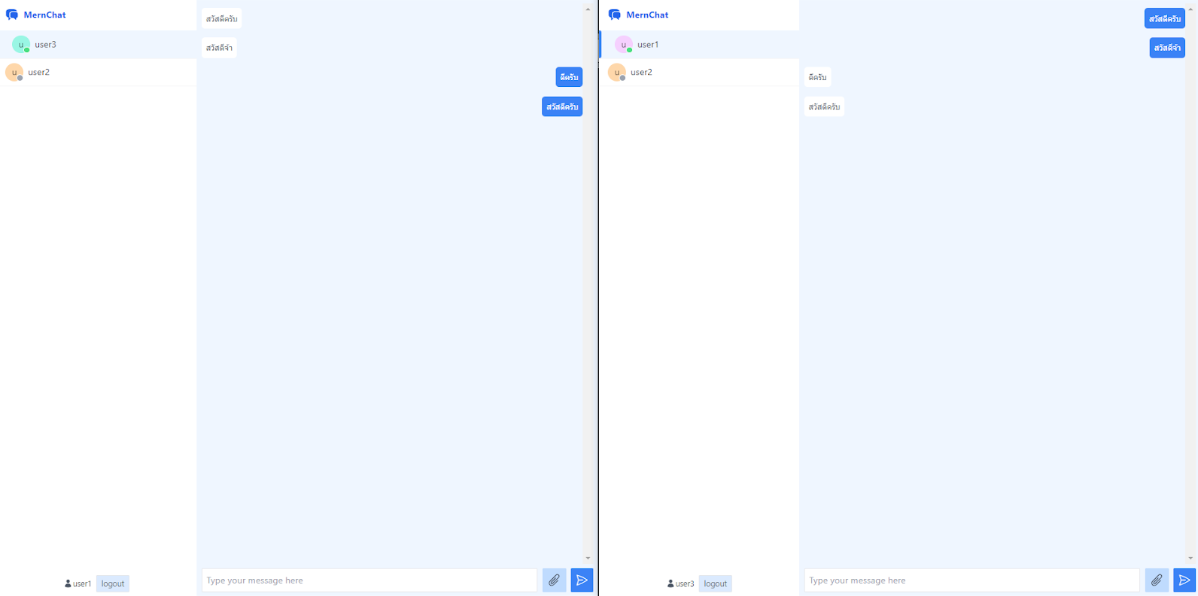 MernChat
u user3
u user2
สวัสดีครับ
สวัสดีจ้า
ดีครับ
สวัสดีครับ
user1 logout
Type your message here
MernChat
u user1
u user2
สวัสดีครับ
สวัสดีจ้า
ดีครับ
สวัสดีครับ
user3 logout
Type your message here